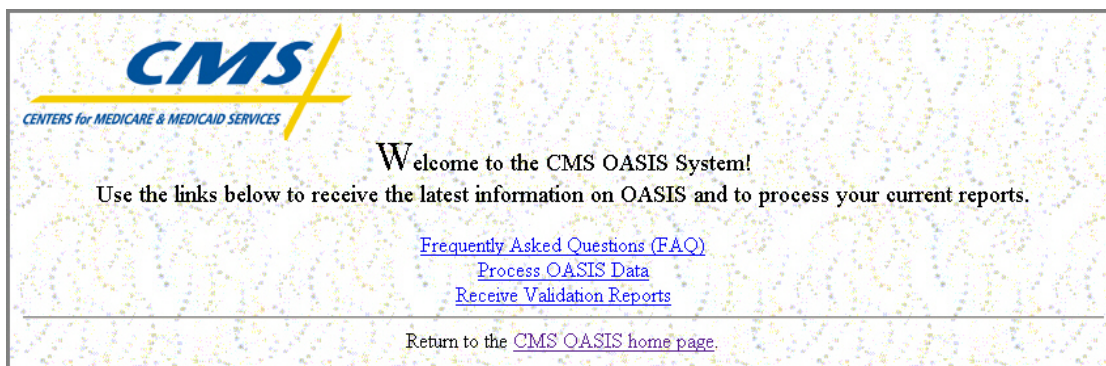 CMS
CENTERS for MEDICARE & MEDICAID SERVICES
Welcome to the CMS OASIS System!
Use the links below to receive the latest information on OASIS and to process your current reports.
Frequently Asked Questions (FAQ)
Process OASIS Data
Receive Validation Reports
Return to the CMS OASIS home page.